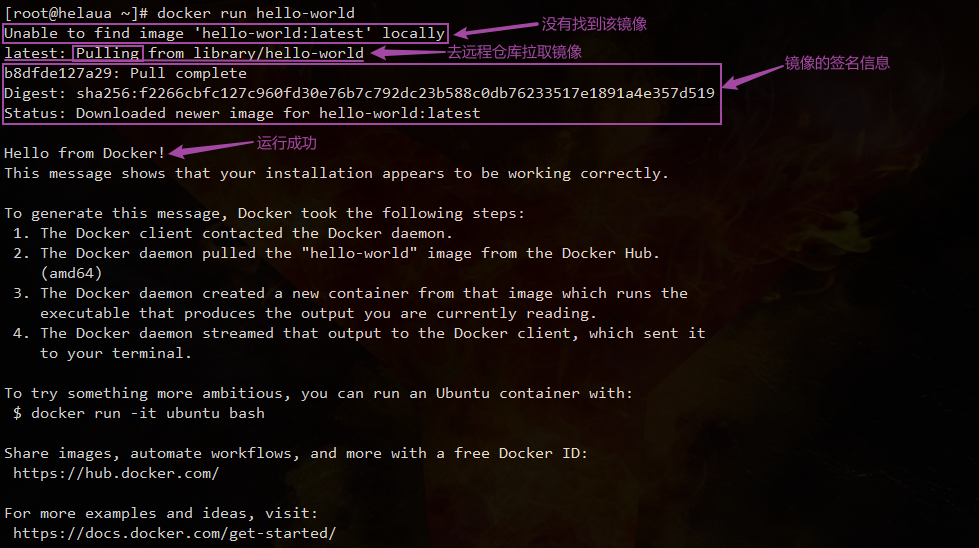 [root@helaua ~]# docker run hello-world
Unable to find image 'hello-world:latest' locally
没有找到该镜像
latest: Pulling from library/hello-world
去远程仓库拉取镜像
b8dfde127a29: Pull complete
镜像的签名信息
Digest: sha256:f2266cbfc127c960fd30e76b7c792dc23b588c0db76233517e1891a4e357d519
Status: Downloaded newer image for hello-world:latest
Hello from Docker!
运行成功
This message shows that your installation appears to be working correctly.
To generate this message, Docker took the following steps:
1. The Docker client contacted the Docker daemon.
2. The Docker daemon pulled the "hello-world" image from the Docker Hub.
(amd64)
3. The Docker daemon created a new container from that image which runs the
executable that produces the output you are currently reading.
4. The Docker daemon streamed that output to the Docker client, which sent it
to your terminal.
To try something more ambitious, you can run an Ubuntu container with:
$ docker run -it ubuntu bash
Share images, automate workflows, and more with a free Docker ID:
https://hub.docker.com/
For more examples and ideas, visit:
https://docs.docker.com/get-started/